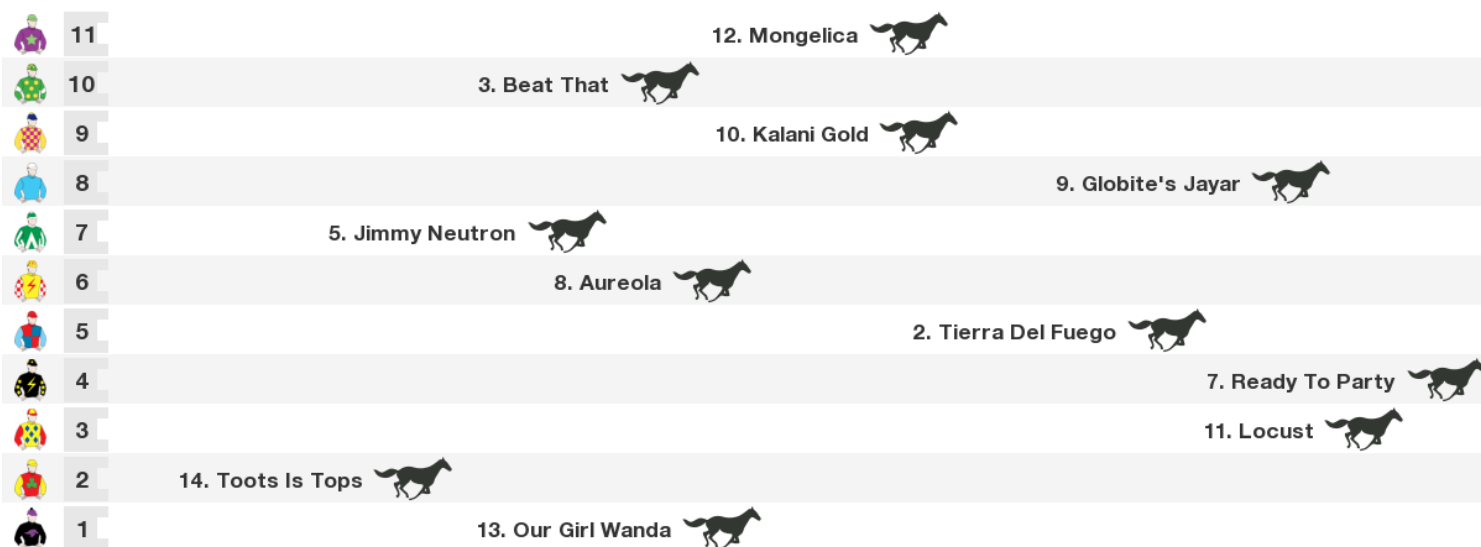 11 12. Mongelica
10 3. Beat That
9 10. Kalani Gold
8 9. Globite's Jayar
7 5. Jimmy Neutron
6 8. Aureola
5 2. Tierra Del Fuego
4 7. Ready To Party
3 11. Locust
2 14. Toots Is Tops
1 13. Our Girl Wanda